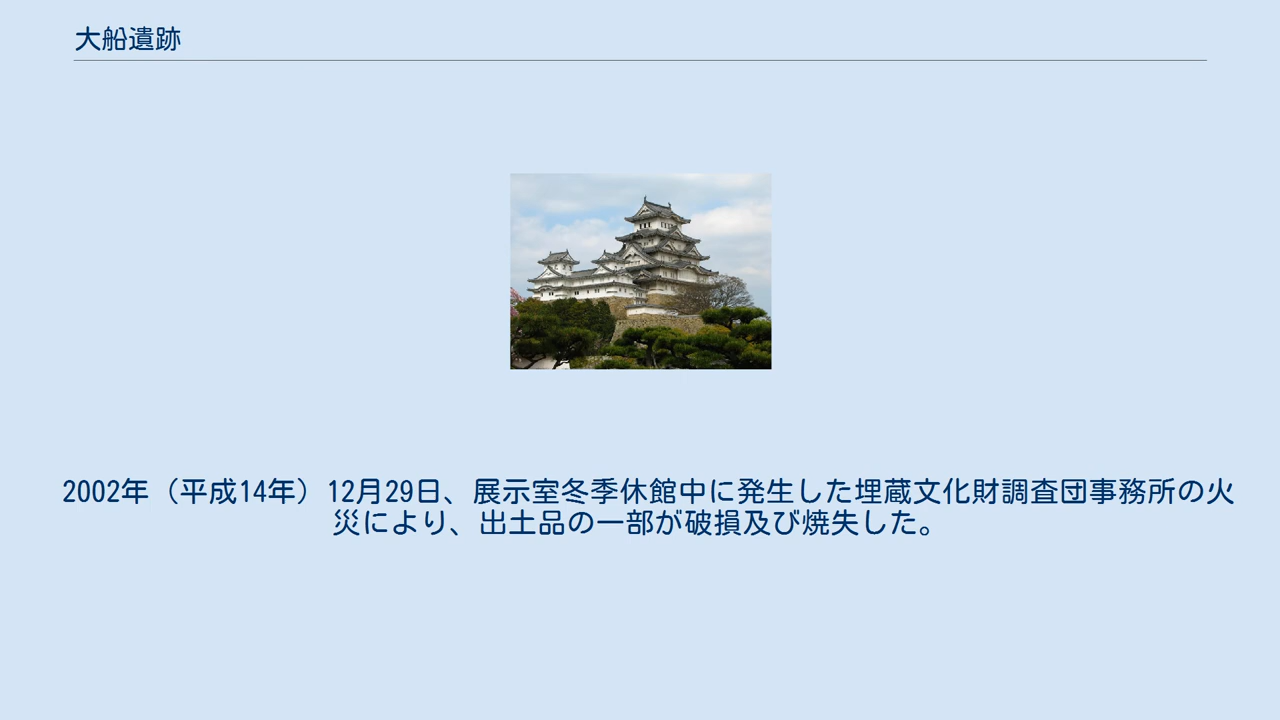 大船遺跡
2002年（平成14年）12月29日、展示室冬季休館中に発生した埋蔵文化財調査団事務所の火
災により、出土品の一部が破損及び焼失した。